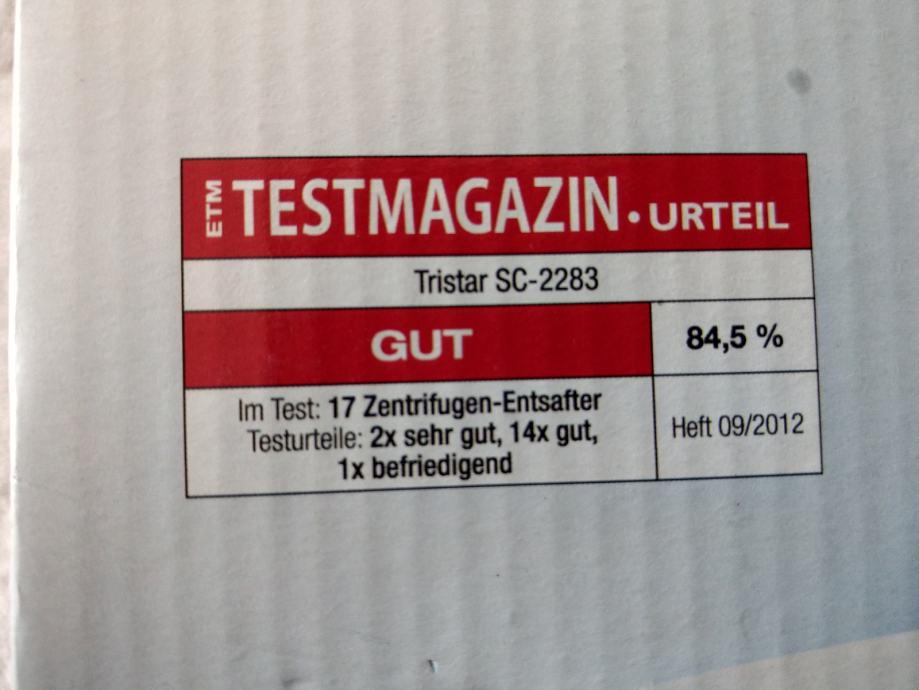 ETM TESTMAGAZIN • URTEIL
Tristar SC-2283
GUT
84,5 %
Im Test: 17 Zentrifugen-Entsafter
Testurteile: 2x sehr gut, 14x gut,
1x befriedigend
Heft 09/2012